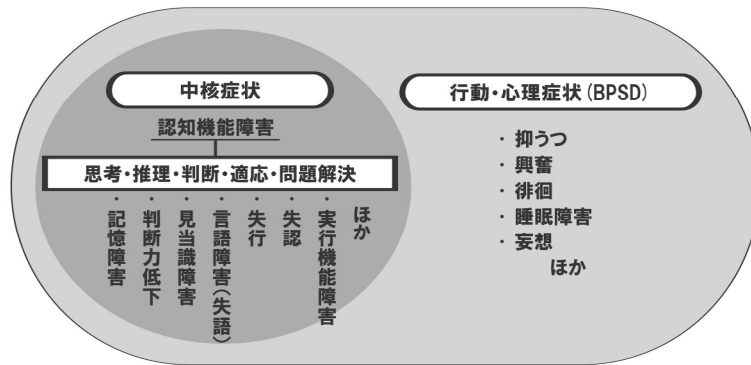 中核症状
認知機能障害
思考・推理・判断・適応・問題解決
・記憶障害
・判断力低下
・見当識障害
・言語障害(失語)
・失行
・失認
・実行機能障害
ほか
行動・心理症状(BPSD)
・抑うつ
・興奮
・徘徊
・睡眠障害
・妄想
ほか